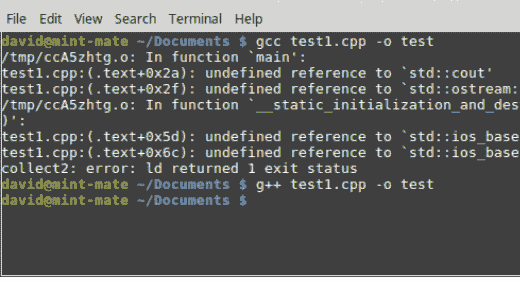 File Edit View Search Terminal Help
david@mint-mate ~/Documents $ gcc test1.cpp -o test
/tmp/ccA5zhtg.o: In function `main':
test1.cpp:(.text+0x2a): undefined reference to `std::cout'
test1.cpp:(.text+0x2f): undefined reference to `std::ostream:
/tmp/ccA5zhtg.o: In function `__static_initialization_and_des
)':
test1.cpp:(.text+0x5d): undefined reference to `std::ios_base
test1.cpp:(.text+0x6c): undefined reference to `std::ios_base
collect2: error: ld returned 1 exit status
david@mint-mate ~/Documents $ g++ test1.cpp -o test
david@mint-mate ~/Documents $